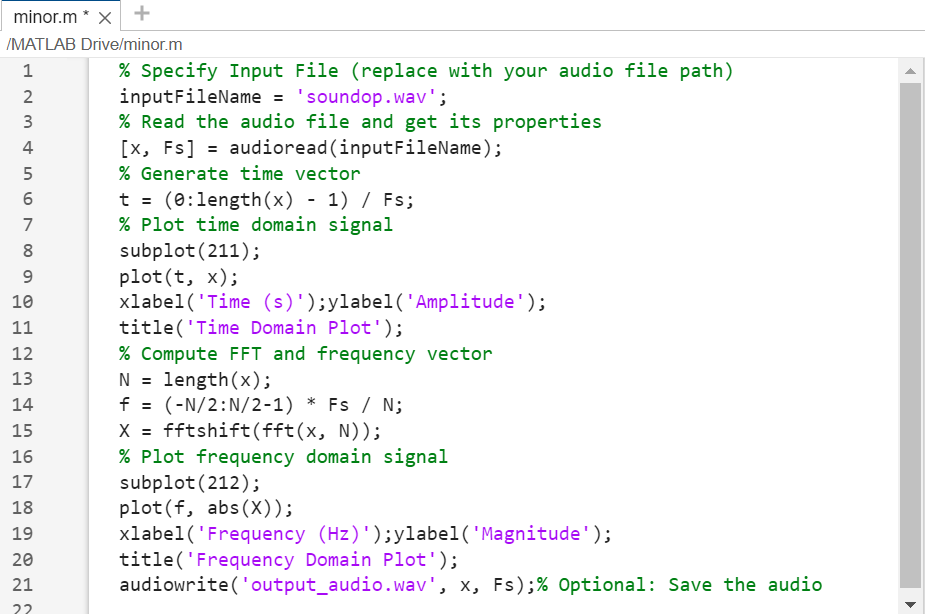 minor.m * × +
/MATLAB Drive/minor.m
1 % Specify Input File (replace with your audio file path)
2 inputFileName = 'soundop.wav';
3 % Read the audio file and get its properties
4 [x, Fs] = audioread(inputFileName);
5 % Generate time vector
6 t = (0:length(x) - 1) / Fs;
7 % Plot time domain signal
8 subplot(211);
9 plot(t, x);
10 xlabel('Time (s)');ylabel('Amplitude');
11 title('Time Domain Plot');
12 % Compute FFT and frequency vector
13 N = length(x);
14 f = (-N/2:N/2-1) * Fs / N;
15 X = fftshift(fft(x, N));
16 % Plot frequency domain signal
17 subplot(212);
18 plot(f, abs(X));
19 xlabel('Frequency (Hz)');ylabel('Magnitude');
20 title('Frequency Domain Plot');
21 audiowrite('output_audio.wav', x, Fs);% Optional: Save the audio
22